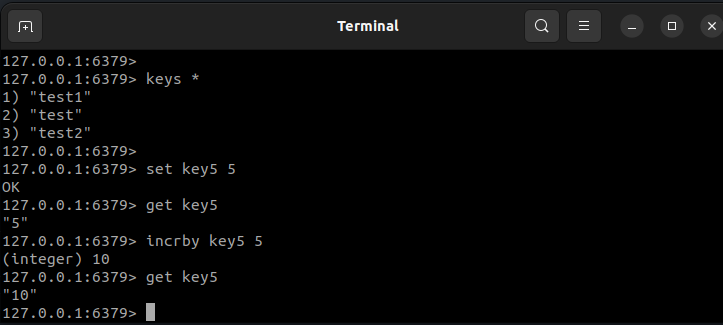 Terminal
127.0.0.1:6379>
127.0.0.1:6379> keys *
1) "test1"
2) "test"
3) "test2"
127.0.0.1:6379>
127.0.0.1:6379> set key5 5
OK
127.0.0.1:6379> get key5
"5"
127.0.0.1:6379> incrby key5 5
(integer) 10
127.0.0.1:6379> get key5
"10"
127.0.0.1:6379>